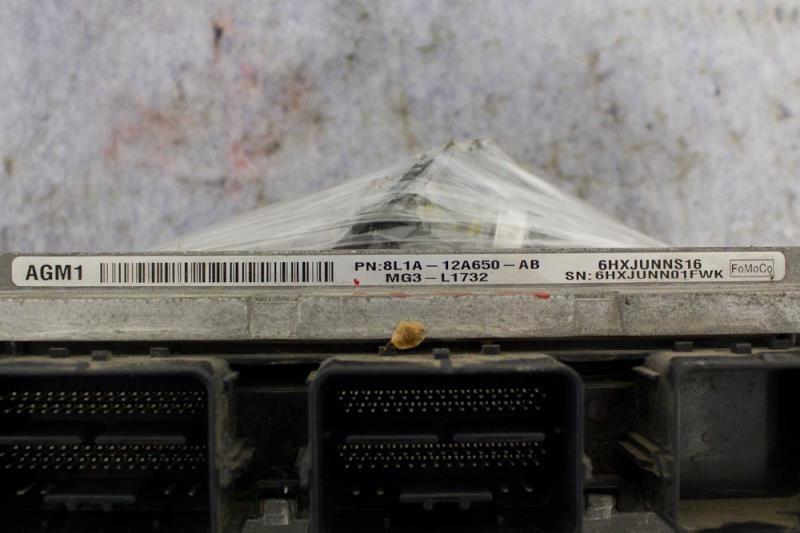 AGM1
PN:8L1A-12A650-AB
MG3-L1732
6HXJUNNS16
SN:6HXJUNN01FWK
FoMoCo